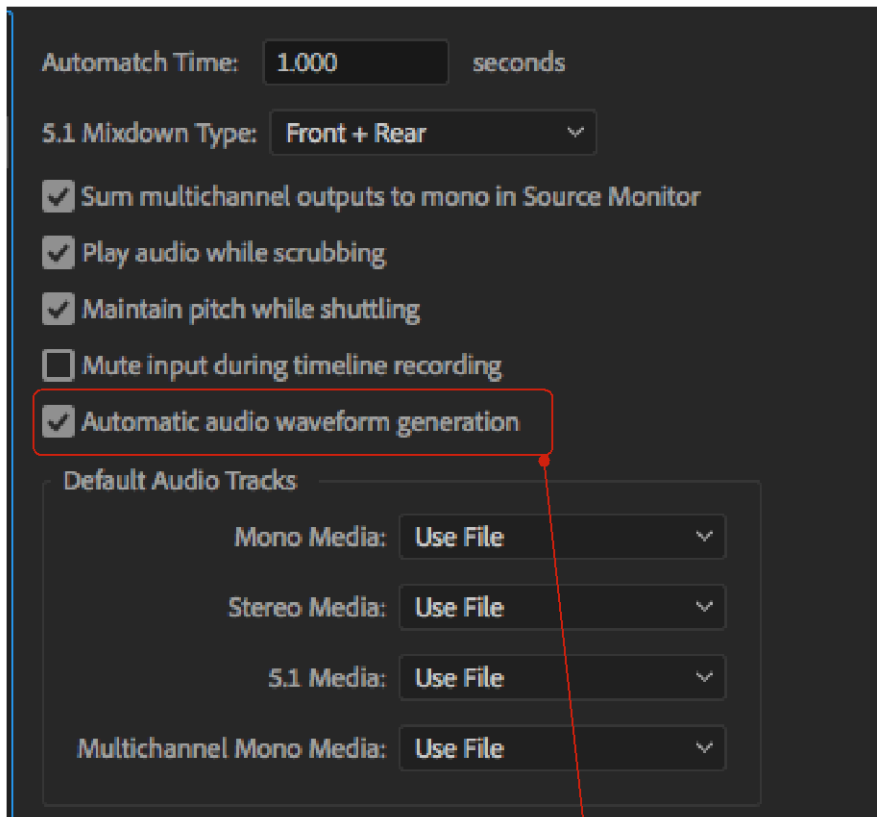 Automatch Time: 1.000 seconds
5.1 Mixdown Type: Front + Rear
Sum multichannel outputs to mono in Source Monitor
Play audio while scrubbing
Maintain pitch while shuttling
Mute input during timeline recording
Automatic audio waveform generation
Default Audio Tracks
Mono Media: Use File
Stereo Media: Use File
5.1 Media: Use File
Multichannel Mono Media: Use File